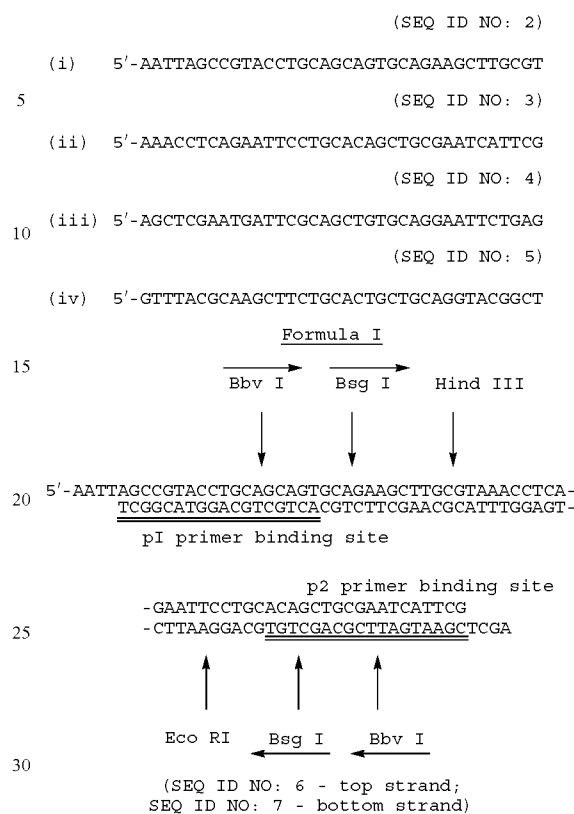 (SEQ ID NO: 2)
(i) 5'-AATTAGCCGTACCTGCAGCAGTGCAGAAGCTTGCGT
5 (SEQ ID NO: 3)
(ii) 5'-AAACCTCAGAATTCCTGCACAGCTGCGAATCATTCG
(SEQ ID NO: 4)
(iii) 5'-AGCTCGAATGATTCGCAGCTGTGCAGGAATTCTGAG
10 (SEQ ID NO: 5)
(iv) 5'-GTTTACGCAAGCTTCTGCACTGCTGCAGGTACGGCT
Formula I
15
Bbv I Bsg I Hind III
5'-AATTAGCCGTACCTGCAGCAGTGCAGAAGCTTGCGTAAACCTCA-
20 TCGGCATGGACGTCGTCACGTCTTCGAACGCATTTGGAGT-
pI primer binding site
p2 primer binding site
-GAATTCCTGCACAGCTGCGAATCATTCG
25 -CTTAAGGACGTGTCGACGCTTAGTAAGCTCGA
Eco RI Bsg I Bbv I
30
(SEQ ID NO: 6 - top strand;
SEQ ID NO: 7 - bottom strand)